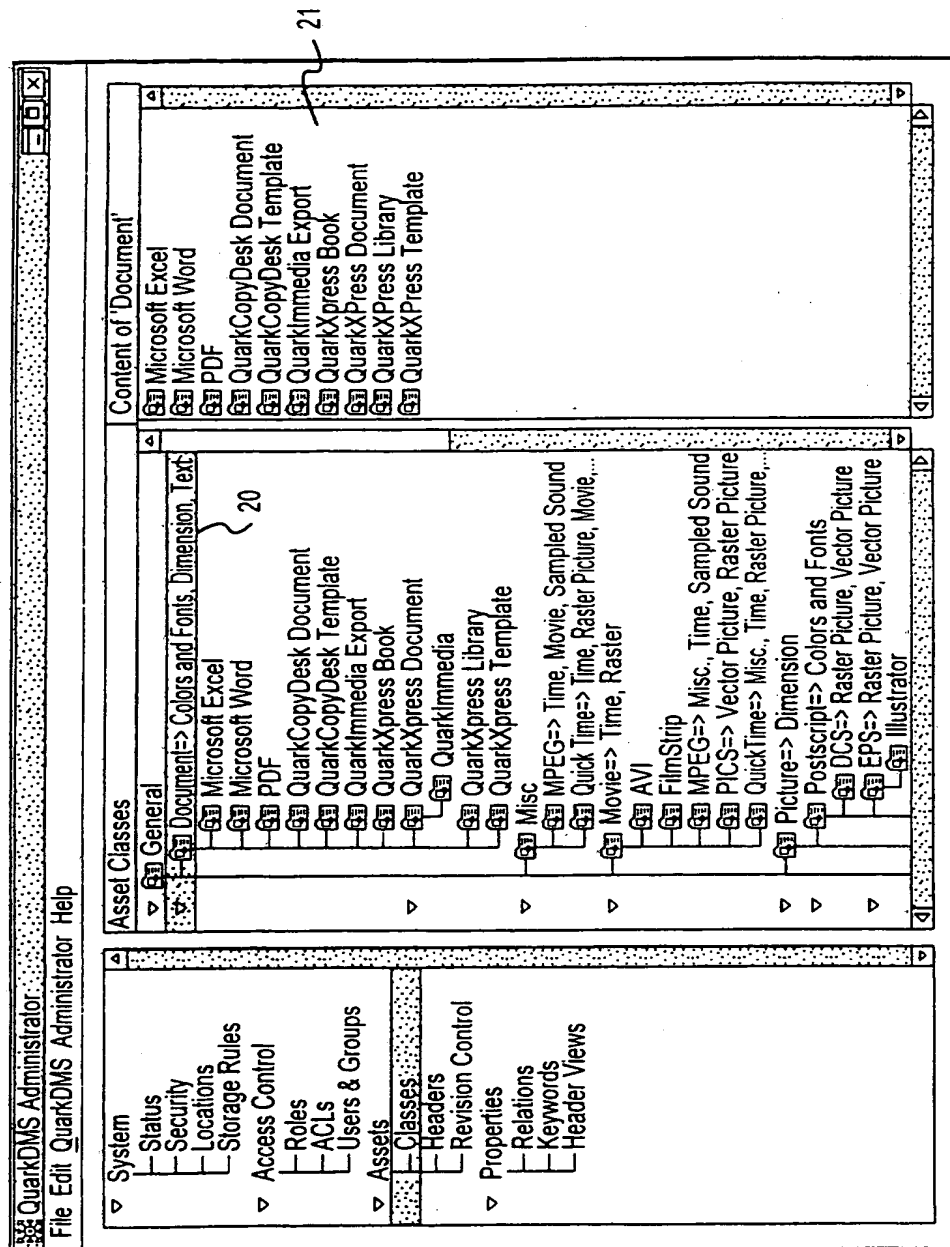 QuarkDMS Administrator
File Edit QuarkDMS Administrator Help
System
Status
Security
Locations
Storage Rules
Access Control
Roles
ACLs
Users & Groups
Assets
Classes
Headers
Revision Control
Properties
Relations
Keywords
Header Views
Asset Classes
General
Document=> Colors and Fonts, Dimension, Text
20
Microsoft Excel
Microsoft Word
PDF
QuarkCopyDesk Document
QuarkCopyDesk Template
QuarkImmedia Export
QuarkXpress Book
QuarkXpress Document
QuarkImmedia
QuarkXpress Library
QuarkXpress Template
Misc
MPEG=> Time, Movie, Sampled Sound
Quick Time=> Time, Raster Picture, Movie,...
Movie=> Time, Raster
AVI
FilmStrip
MPEG=> Misc., Time, Sampled Sound
PICS=> Vector Picture, Raster Picture
QuickTime=> Misc, Time, Raster Picture,...
Picture=> Dimension
Postscript=> Colors and Fonts
DCS=> Raster Picture, Vector Picture
EPS=> Raster Picture, Vector Picture
Illustrator
Content of 'Document'
Microsoft Excel
Microsoft Word
PDF
QuarkCopyDesk Document
QuarkCopyDesk Template
QuarkImmedia Export
QuarkXpress Book
QuarkXPress Document
QuarkXPress Library
QuarkXPress Template
21